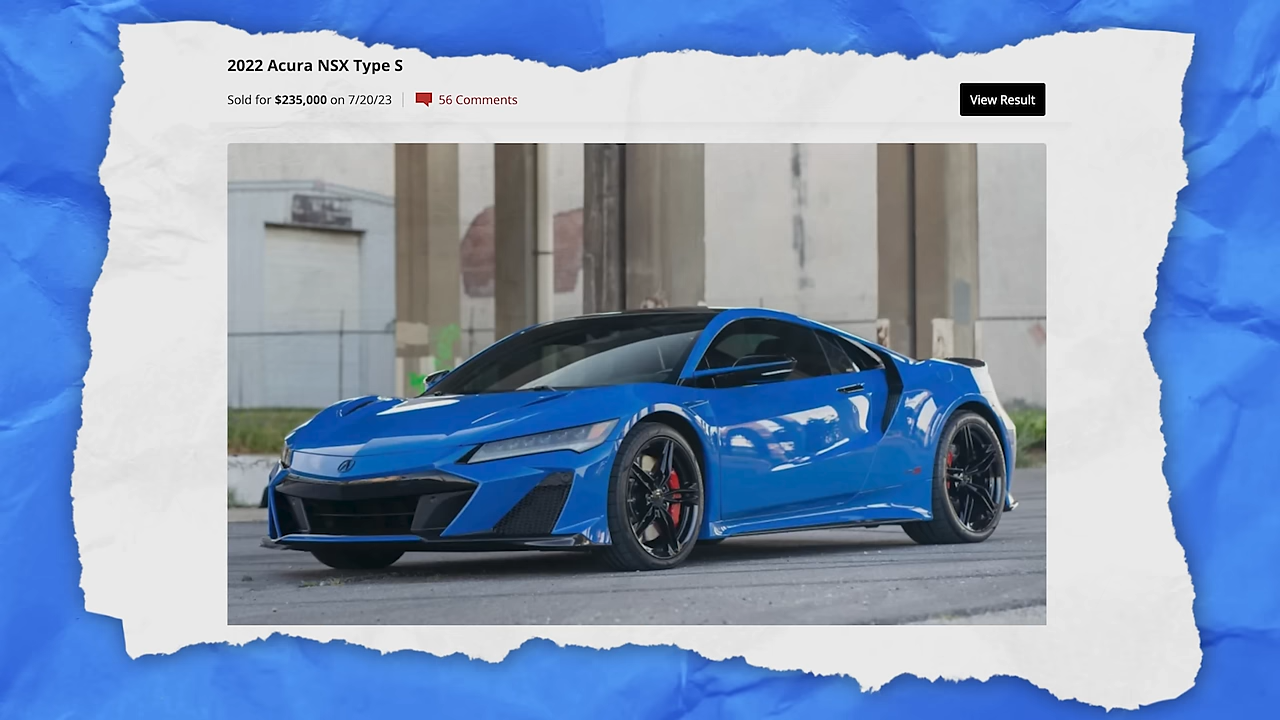 2022 Acura NSX Type S
Sold for $235,000 on 7/20/23 56 Comments
View Result